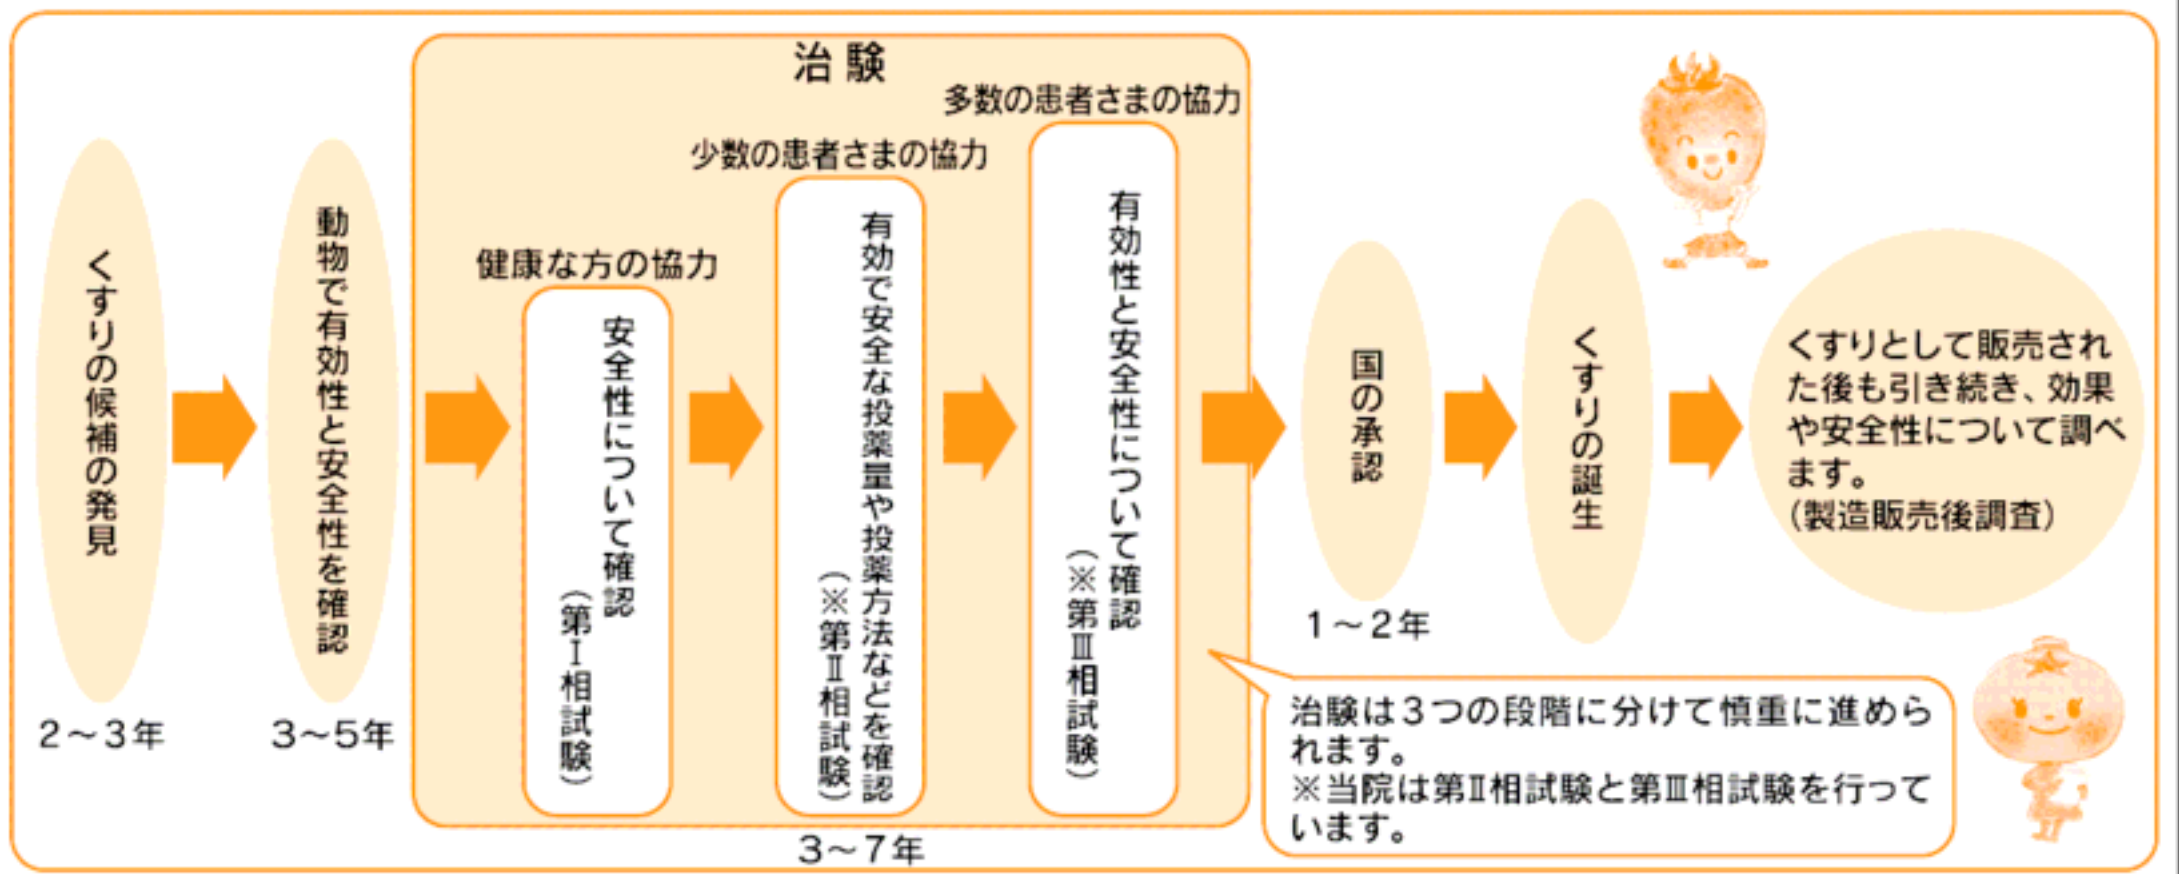 くすりの候補の発見
2～3年
動物で有効性と安全性を確認
3～5年
治験
健康な方の協力
安全性について確認
（第Ⅰ相試験）
少数の患者さまの協力
有効で安全な投薬量や投薬方法などを確認
（※第Ⅱ相試験）
多数の患者さまの協力
有効性と安全性について確認
（※第Ⅲ相試験）
3～7年
国の承認
1～2年
くすりの誕生
くすりとして販売され
た後も引き続き、効果
や安全性について調べ
ます。
（製造販売後調査）
治験は3つの段階に分けて慎重に進めら
れます。
※当院は第Ⅱ相試験と第Ⅲ相試験を行って
います。